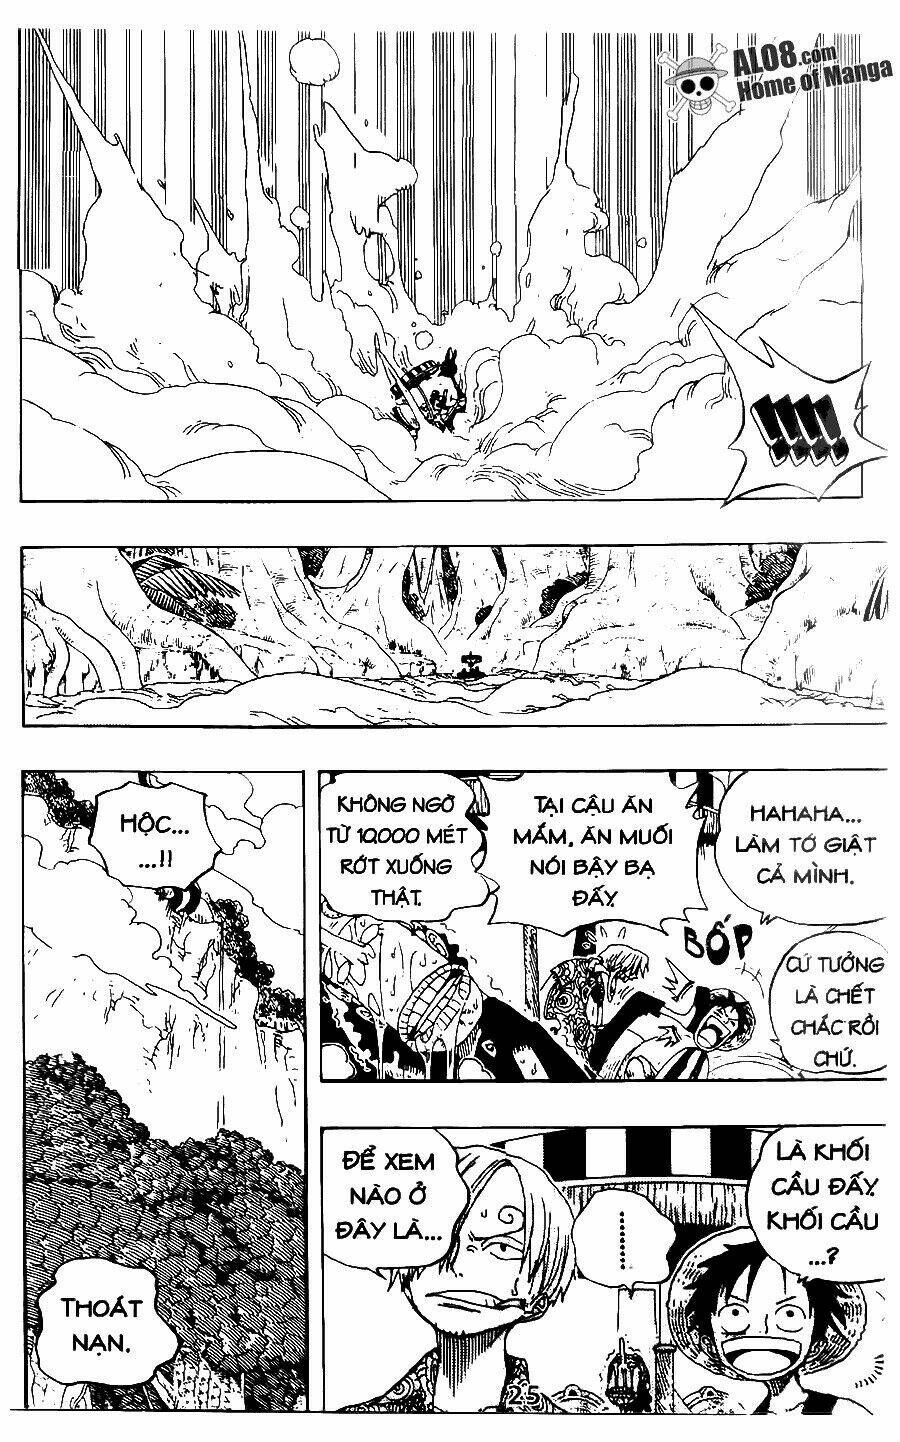 AL08.com
Home of Manga
!!!!!
HAHAHA...
LÀM TỚ GIẬT
CẢ MÌNH.
CỨ TƯỞNG
LÀ CHẾT
CHẮC RỒI
CHỨ.
BỐP
TẠI CẬU ĂN
MẮM, ĂN MUỐI
NÓI BẬY BẠ
ĐẤY.
KHÔNG NGỜ
TỪ 10.000 MÉT
RỚT XUỐNG
THẬT.
HỘC...
...!!
THOÁT
NẠN.
LÀ KHỐI
CẦU ĐẤY.
KHỐI CẦU
...?
........
ĐỂ XEM
NÀO Ở
ĐÂY LÀ...
25